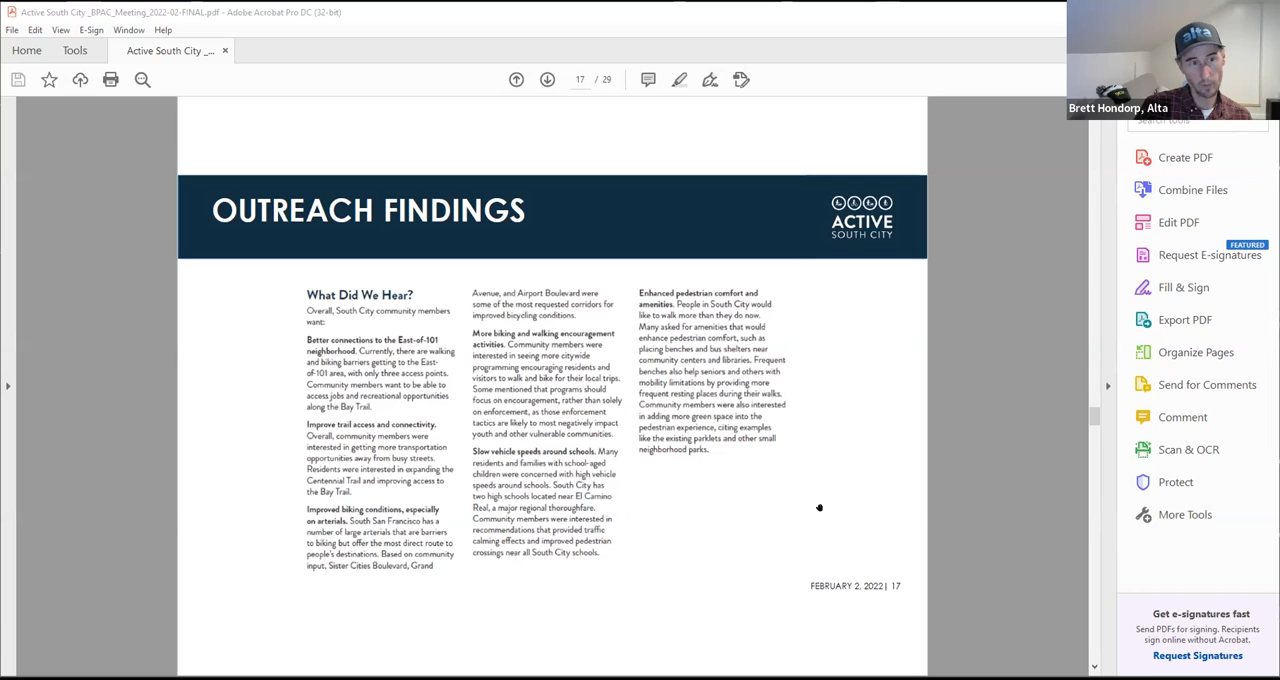 Active South City _BPAC_Meeting_2022-02-FINAL.pdf - Adobe Acrobat Pro DC (32-bit)
File Edit View E-Sign Window Help
Home Tools Active South City _... ×
17 / 29
alta
Brett Hondorp, Alta
Search tools
Create PDF
Combine Files
Edit PDF
FEATURED
Request E-signatures
Fill & Sign
Export PDF
Organize Pages
Send for Comments
Comment
Scan & OCR
Protect
More Tools
Get e-signatures fast
Send PDFs for signing. Recipients
sign online without Acrobat.
Request Signatures
OUTREACH FINDINGS
ACTIVE
SOUTH CITY
What Did We Hear?
Overall, South City community members
want:
Better connections to the East-of-101
neighborhood. Currently, there are walking
and biking barriers getting to the East-
of-101 area, with only three access points.
Community members want to be able to
access jobs and recreational opportunities
along the Bay Trail.
Improve trail access and connectivity.
Overall, community members were
interested in getting more transportation
opportunities away from busy streets.
Residents were interested in expanding the
Centennial Trail and improving access to
the Bay Trail.
Improved biking conditions, especially
on arterials. South San Francisco has a
number of large arterials that are barriers
to biking but offer the most direct route to
people's destinations. Based on community
input, Sister Cities Boulevard, Grand
Avenue, and Airport Boulevard were
some of the most requested corridors for
improved bicycling conditions.
More biking and walking encouragement
activities. Community members were
interested in seeing more citywide
programming encouraging residents and
visitors to walk and bike for their local trips.
Some mentioned that programs should
focus on encouragement, rather than solely
on enforcement, as those enforcement
tactics are likely to most negatively impact
youth and other vulnerable communities.
Slow vehicle speeds around schools. Many
residents and families with school-aged
children were concerned with high vehicle
speeds around schools. South City has
two high schools located near El Camino
Real, a major regional thoroughfare.
Community members were interested in
recommendations that provided traffic
calming effects and improved pedestrian
crossings near all South City schools.
Enhanced pedestrian comfort and
amenities. People in South City would
like to walk more than they do now.
Many asked for amenities that would
enhance pedestrian comfort, such as
placing benches and bus shelters near
community centers and libraries. Frequent
benches also help seniors and others with
mobility limitations by providing more
frequent resting places during their walks.
Community members were also interested
in adding more green space into the
pedestrian experience, citing examples
like the existing parklets and other small
neighborhood parks.
FEBRUARY 2, 2022| 17